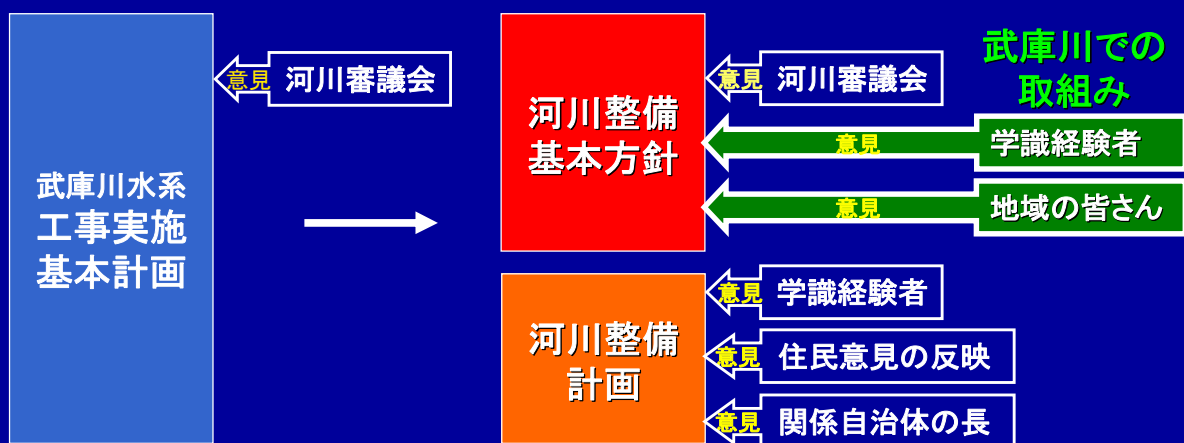 武庫川水系
工事実施
基本計画
意見
河川審議会
河川整備
基本方針
意見
河川審議会
武庫川での
取組み
意見
学識経験者
意見
地域の皆さん
河川整備
計画
意見
学識経験者
意見
住民意見の反映
意見
関係自治体の長